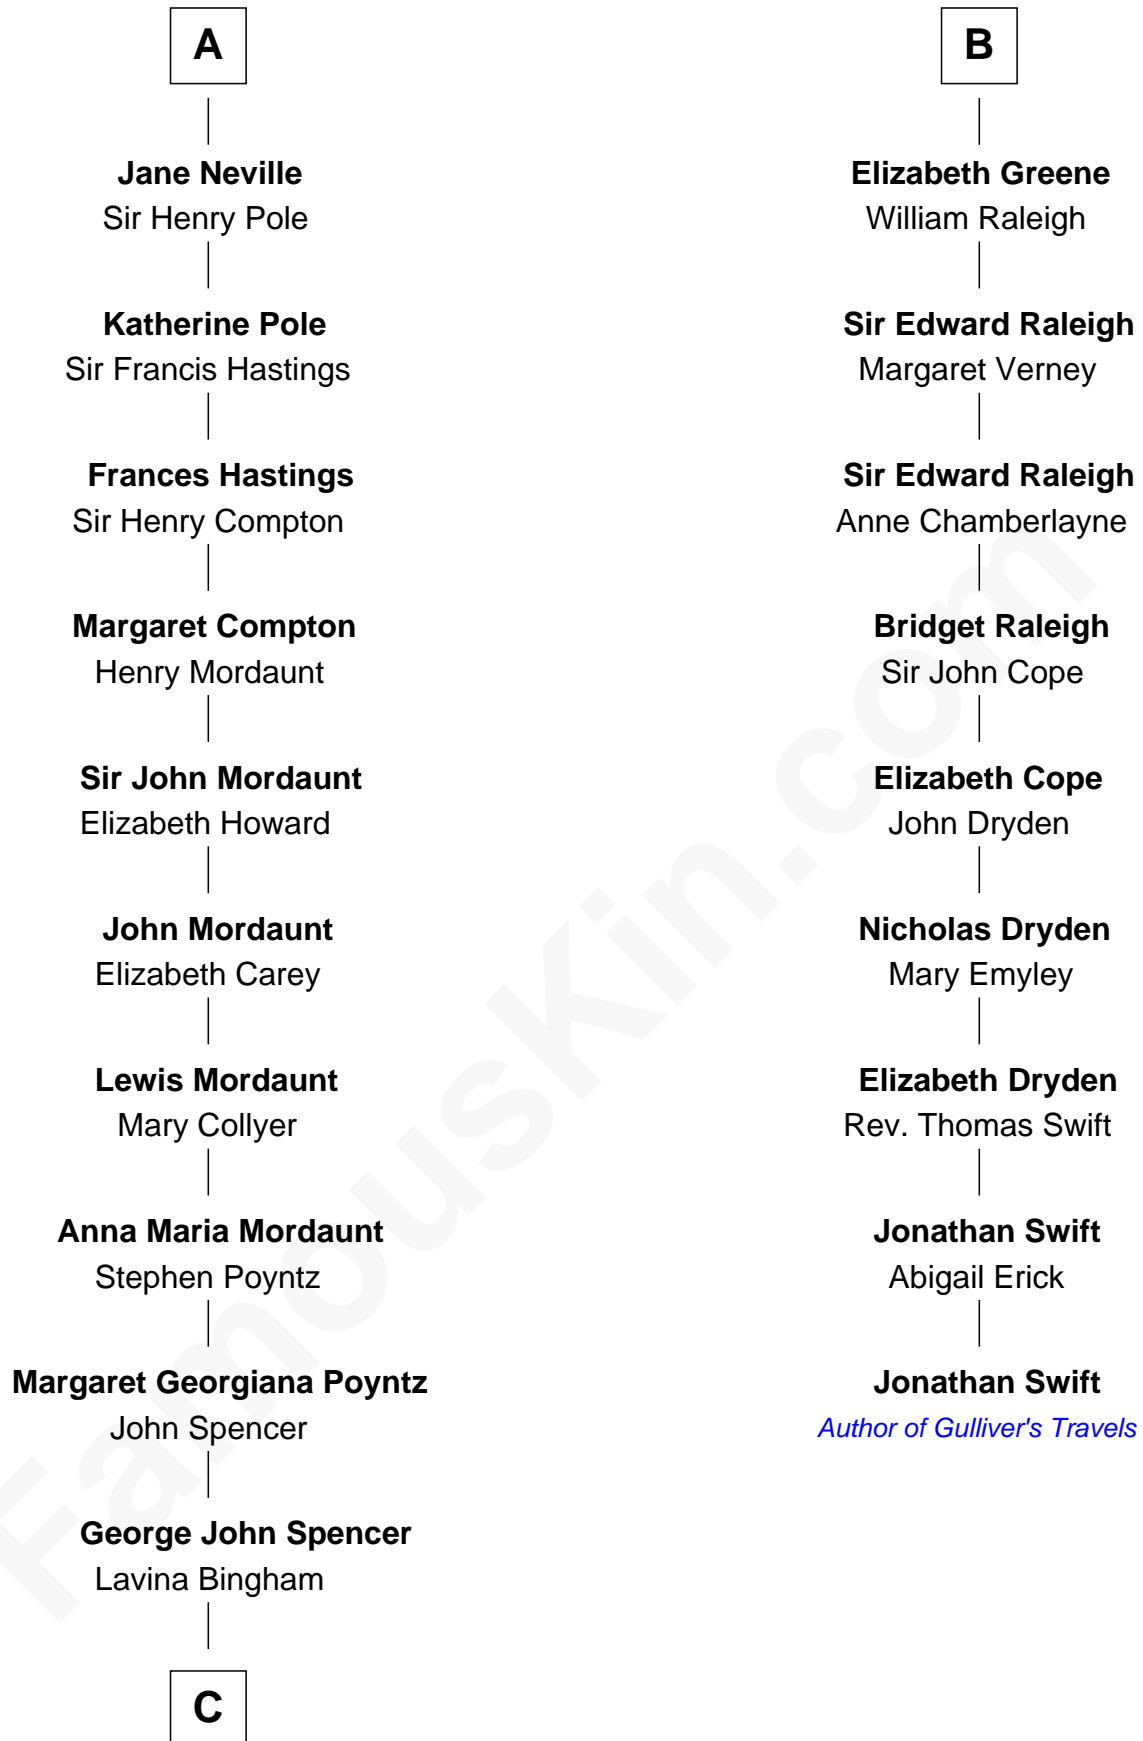 A
Jane Neville
Sir Henry Pole
Katherine Pole
Sir Francis Hastings
Frances Hastings
Sir Henry Compton
Margaret Compton
Henry Mordaunt
Sir John Mordaunt
Elizabeth Howard
John Mordaunt
Elizabeth Carey
Lewis Mordaunt
Mary Collyer
Anna Maria Mordaunt
Stephen Poyntz
Margaret Georgiana Poyntz
John Spencer
George John Spencer
Lavina Bingham
C
B
Elizabeth Greene
William Raleigh
Sir Edward Raleigh
Margaret Verney
Sir Edward Raleigh
Anne Chamberlayne
Bridget Raleigh
Sir John Cope
Elizabeth Cope
John Dryden
Nicholas Dryden
Mary Emyley
Elizabeth Dryden
Rev. Thomas Swift
Jonathan Swift
Abigail Erick
Jonathan Swift
Author of Gulliver's Travels
FamousKin.com